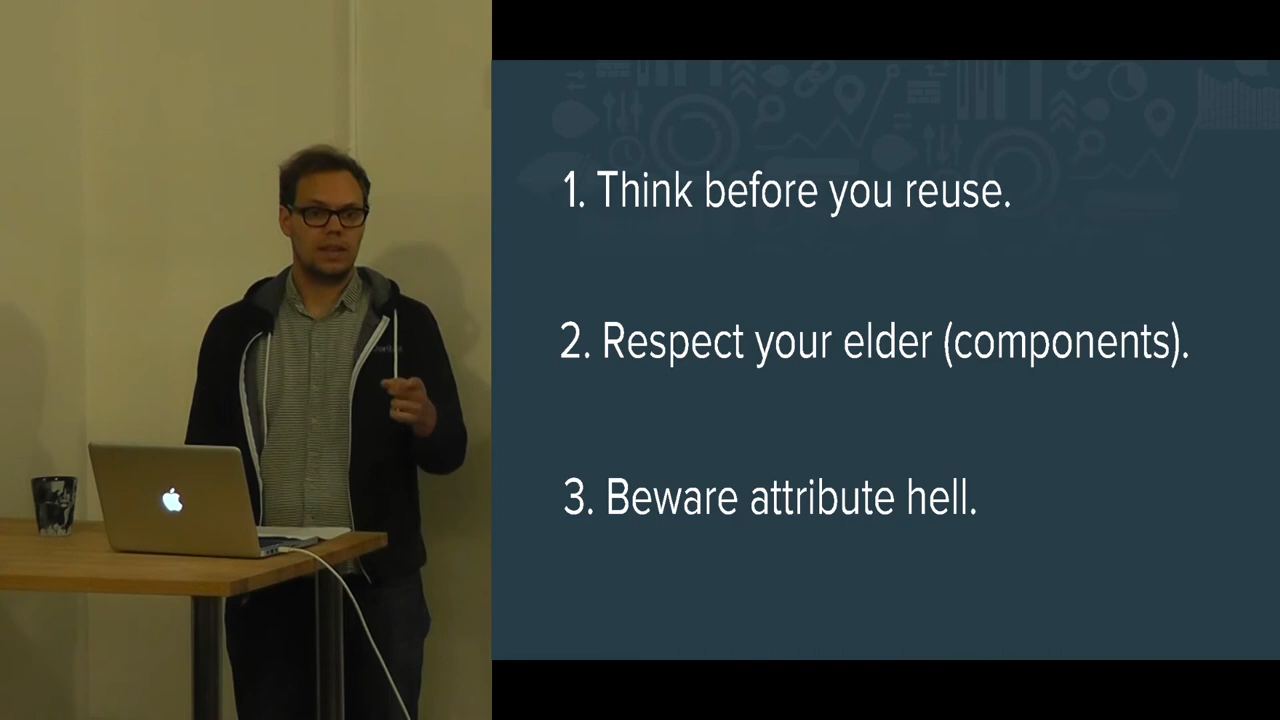 1. Think before you reuse.
2. Respect your elder (components).
3. Beware attribute hell.